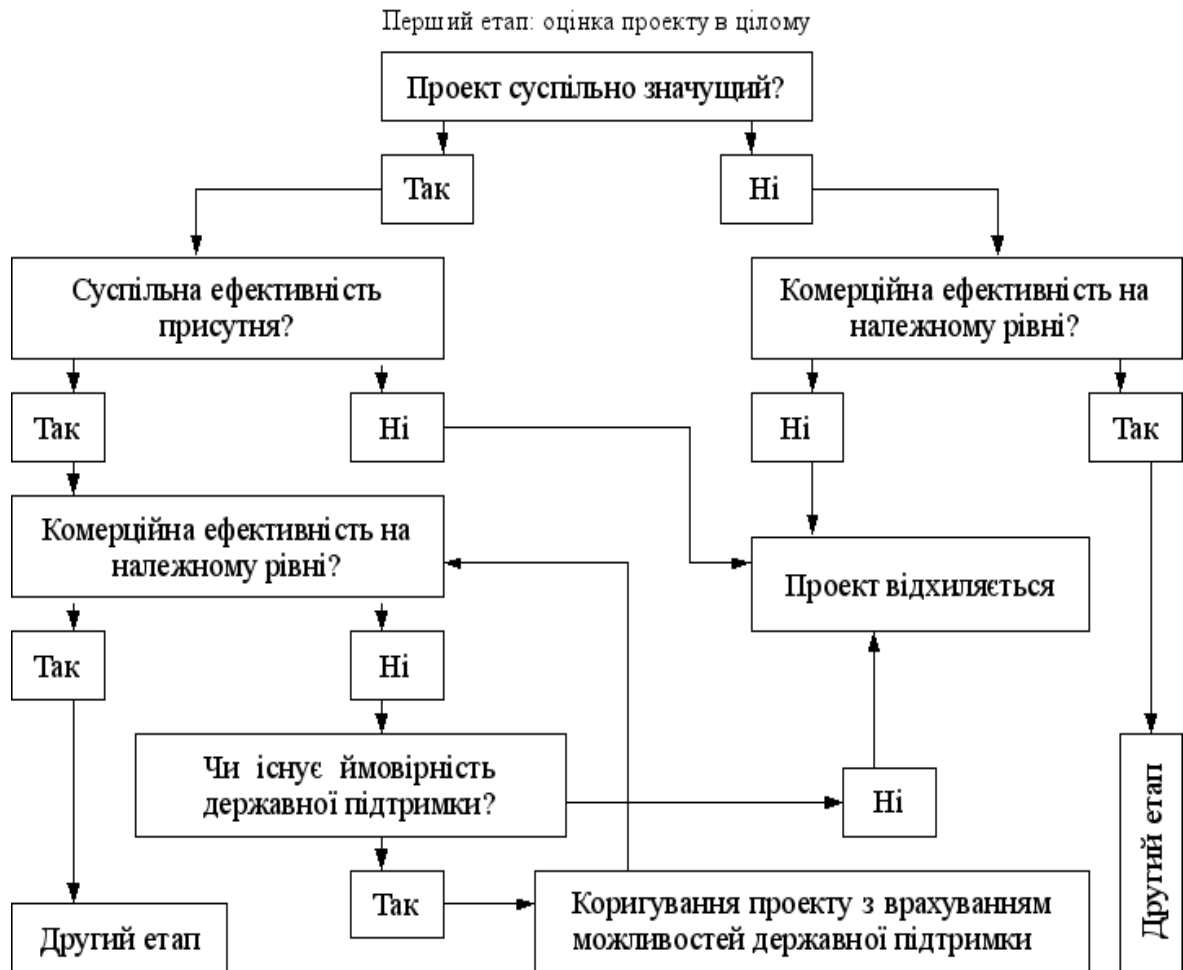 Перший етап: оцінка проекту в цілому
Проект суспільно значущий?
Так
Ні
Суспільна ефективність
присутня?
Комерційна ефективність на
належному рівні?
Так
Ні
Ні
Так
Комерційна ефективність на
належному рівні?
Проект відхиляється
Так
Ні
Чи існує ймовірність
державної підтримки?
Ні
Другий етап
Так
Коригування проекту з врахуванням
можливостей державної підтримки
Другий етап